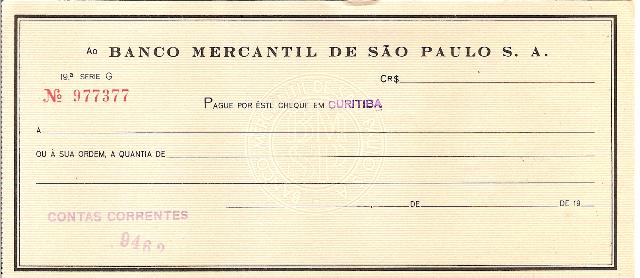 Ao BANCO MERCANTIL DE SÃO PAULO S. A.
19.ª SERIE G
CR$
Nº 977377
PAGUE POR ÊSTE CHEQUE EM CURITIBA
A
OU À SUA ORDEM, A QUANTIA DE
DE DE 19
CONTAS CORRENTES
9469